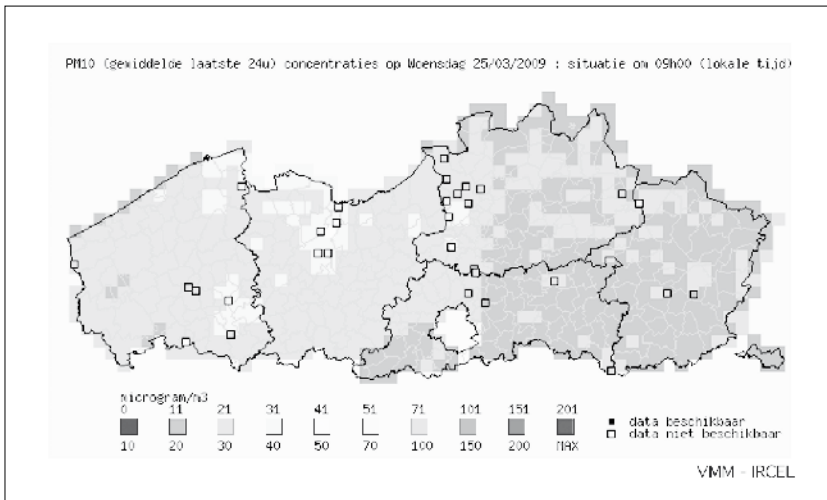 PM10 (gemiddelde laatste 24u) concentraties op Woensdag 25/03/2009 : situatie om 09h00 (lokale tijd)
microgram/m3
0 11 21 31 41 51 71 101 151 201
10 20 30 40 50 70 100 150 200 MAX
data beschikbaar
data niet beschikbaar
VMM - IRCEL